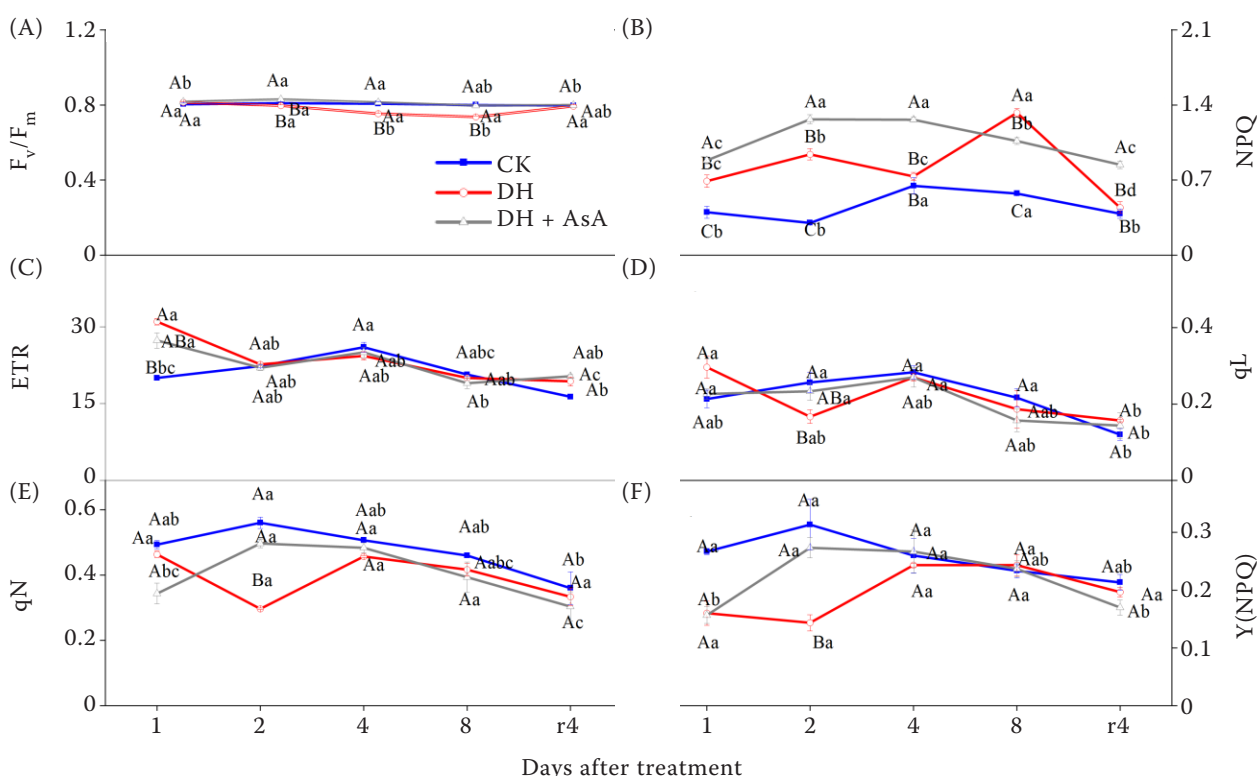 (A)
1.2
0.8
0.4
0
Fv/Fm
Ab
Aa
Aa
Aab
Ab
Aa
Aa
Ba
Ba
Aa
Bb
Aa
Bb
Aab
Aa
CK
DH
DH + AsA
(B)
2.1
1.4
0.7
0
NPQ
Aa
Aa
Aa
Bb
Bb
Ac
Bc
Bc
Ac
Bd
Ba
Ca
Cb
Cb
Bb
(C)
30
15
0
ETR
Aa
ABa
Bbc
Aab
Aab
Aab
Aa
Aab
Aab
Aabc
Aab
Ab
Aab
Ac
Ab
(D)
0.4
0.2
0
qL
Aa
Aa
Aab
Aa
ABa
Bab
Aa
Aa
Aab
Aa
Aab
Aab
Ab
Ab
Ab
(E)
0.6
0.4
0.2
0
qN
Aab
Aa
Abc
Aa
Aa
Ba
Aab
Aa
Aa
Aab
Aabc
Aa
Ab
Aa
Ac
(F)
0.3
0.2
0.1
0
Y(NPQ)
Aa
Ab
Aa
Aa
Aa
Ba
Aa
Aa
Aa
Aa
Aab
Aa
Aab
Aa
Ab
1 2 4 8 r4
1 2 4 8 r4
Days after treatment